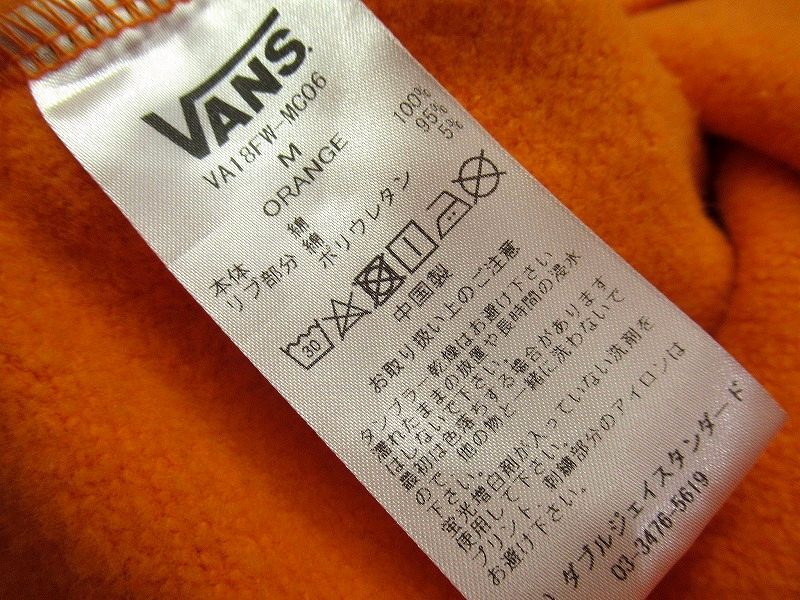 VANS.
VA18FW-MC06
M
ORANGE
本体 綿 100%
リブ部分 綿 95%
ポリウレタン 5%
30
中国製
お取り扱い上のご注意
タンブラー乾燥はお避け下さい
濡れたままの放置や長時間の浸水
はしないで下さい。
最初は色落ちする場合があります
ので、他の物と一緒に洗わないで
下さい。
蛍光増白剤が入っていない洗剤を
使用して下さい。
プリント、刺繍部分のアイロンは
お避け下さい。
) ダブルジェイスタンダード
03-3476-5619